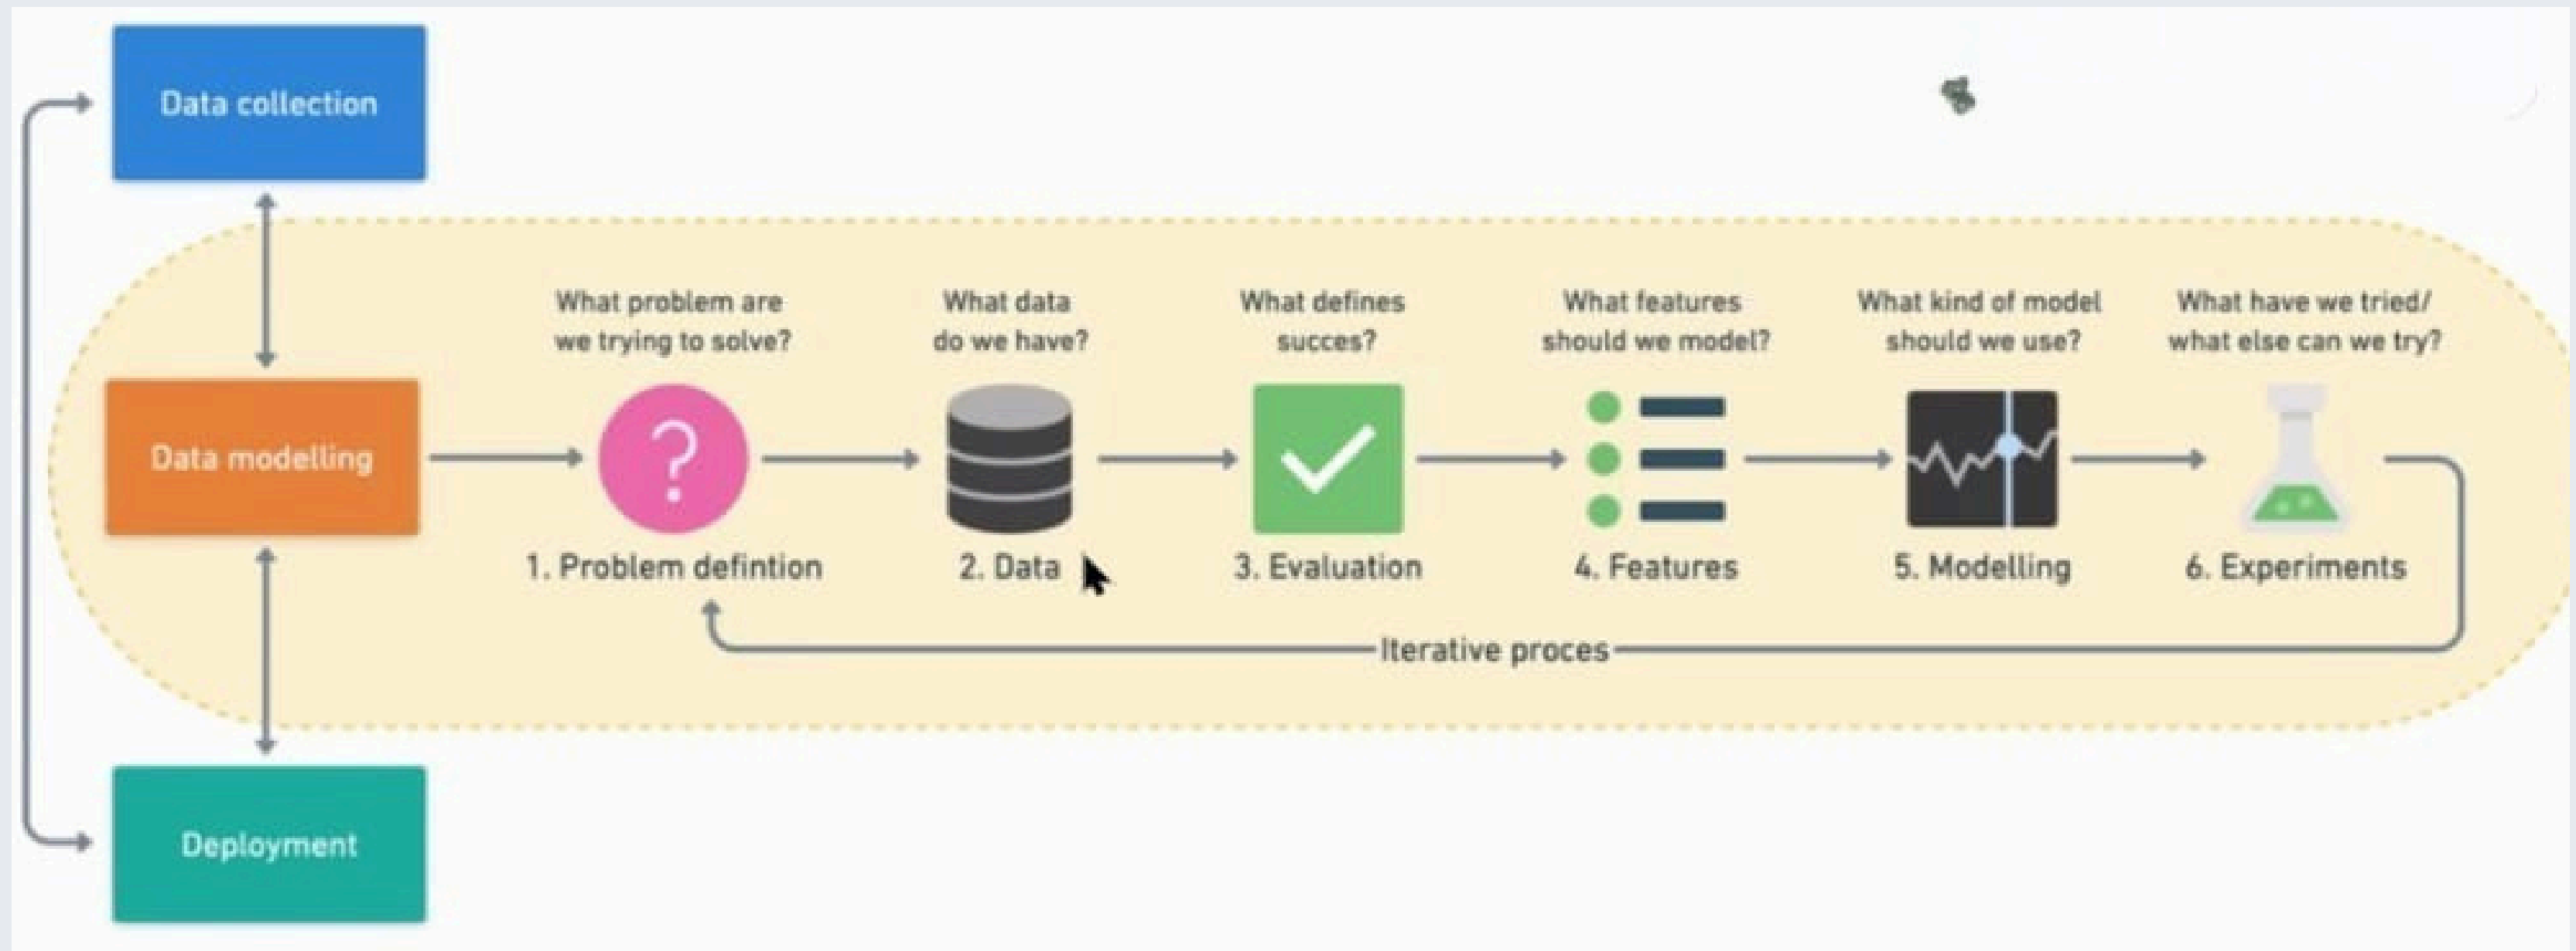 Data collection
What problem are
we trying to solve?
What data
do we have?
What defines
succes?
What features
should we model?
What kind of model
should we use?
What have we tried/
what else can we try?
Data modelling
?
1. Problem defintion
2. Data
3. Evaluation
4. Features
5. Modelling
6. Experiments
Iterative proces
Deployment